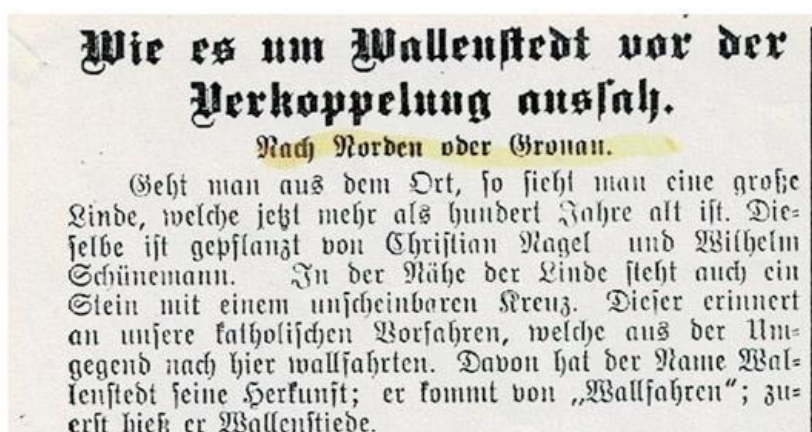 Wie es um Wallenstedt vor der
Verkoppelung aussah.
Nach Norden oder Gronau.
Geht man aus dem Ort, so sieht man eine große
Linde, welche jetzt mehr als hundert Jahre alt ist. Die=
selbe ist gepflanzt von Christian Nagel und Wilhelm
Schünemann. In der Nähe der Linde steht auch ein
Stein mit einem unscheinbaren Kreuz. Dieser erinnert
an unsere katholischen Vorfahren, welche aus der Um=
gegend nach hier wallfahrten. Davon hat der Name Wal=
lenstedt seine Herkunft; er kommt von „Wallfahren“; zu=
erst hieß er Wallenstiede.